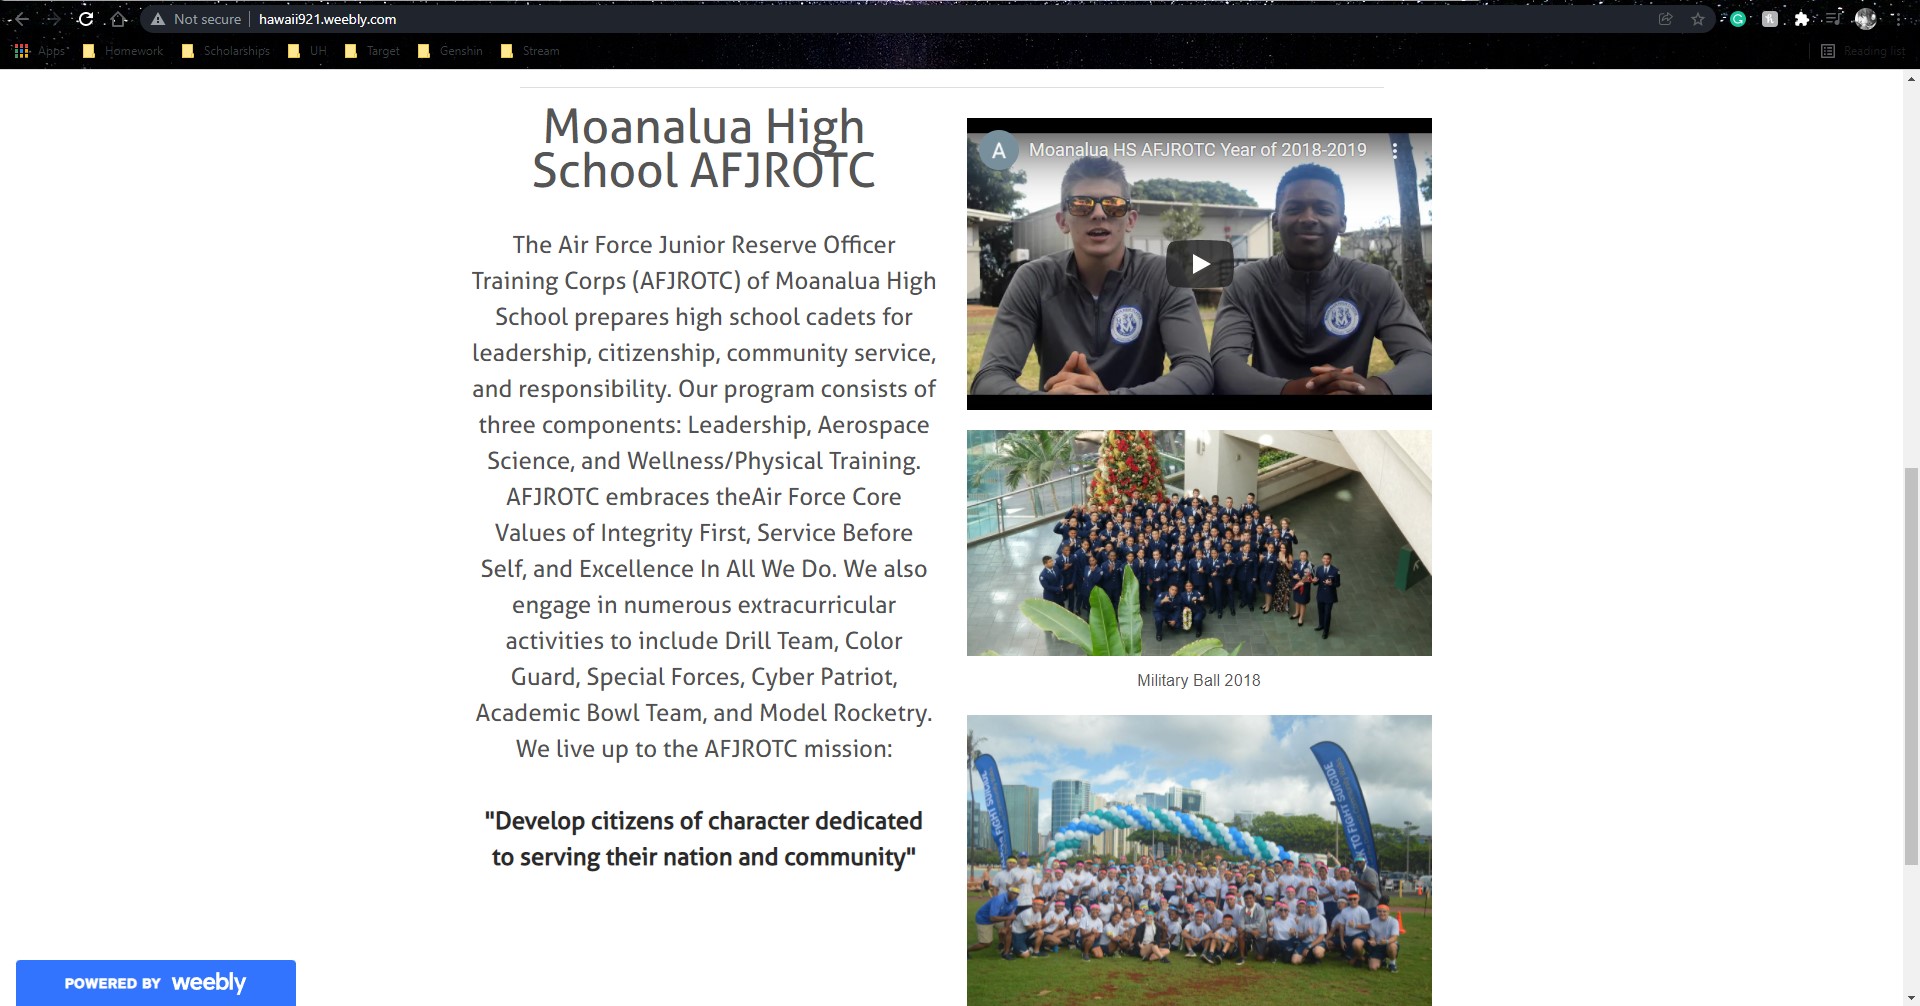 Not secure
hawaii921.weebly.com
Apps
Homework
Scholarships
UH
Target
Genshin
Stream
Reading list
Moanalua High
School AFJROTC
The Air Force Junior Reserve Officer
Training Corps (AFJROTC) of Moanalua High
School prepares high school cadets for
leadership, citizenship, community service,
and responsibility. Our program consists of
three components: Leadership, Aerospace
Science, and Wellness/Physical Training.
AFJROTC embraces theAir Force Core
Values of Integrity First, Service Before
Self, and Excellence In All We Do. We also
engage in numerous extracurricular
activities to include Drill Team, Color
Guard, Special Forces, Cyber Patriot,
Academic Bowl Team, and Model Rocketry.
We live up to the AFJROTC mission:
"Develop citizens of character dedicated
to serving their nation and community"
A
Moanalua HS AFJROTC Year of 2018-2019
M
M
Military Ball 2018
FIGHT SUICIDE
TO FIGHT SUICIDE
POWERED BY weebly